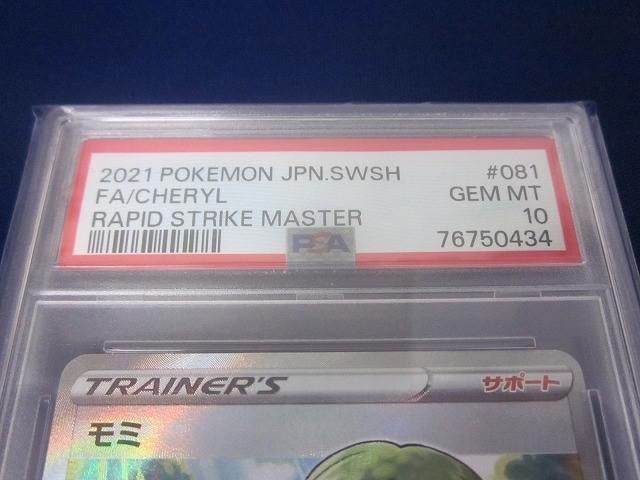 2021 POKEMON JPN.SWSH #081
FA/CHERYL GEM MT
RAPID STRIKE MASTER 10
PSA 76750434
TRAINER'S サポート
モミ